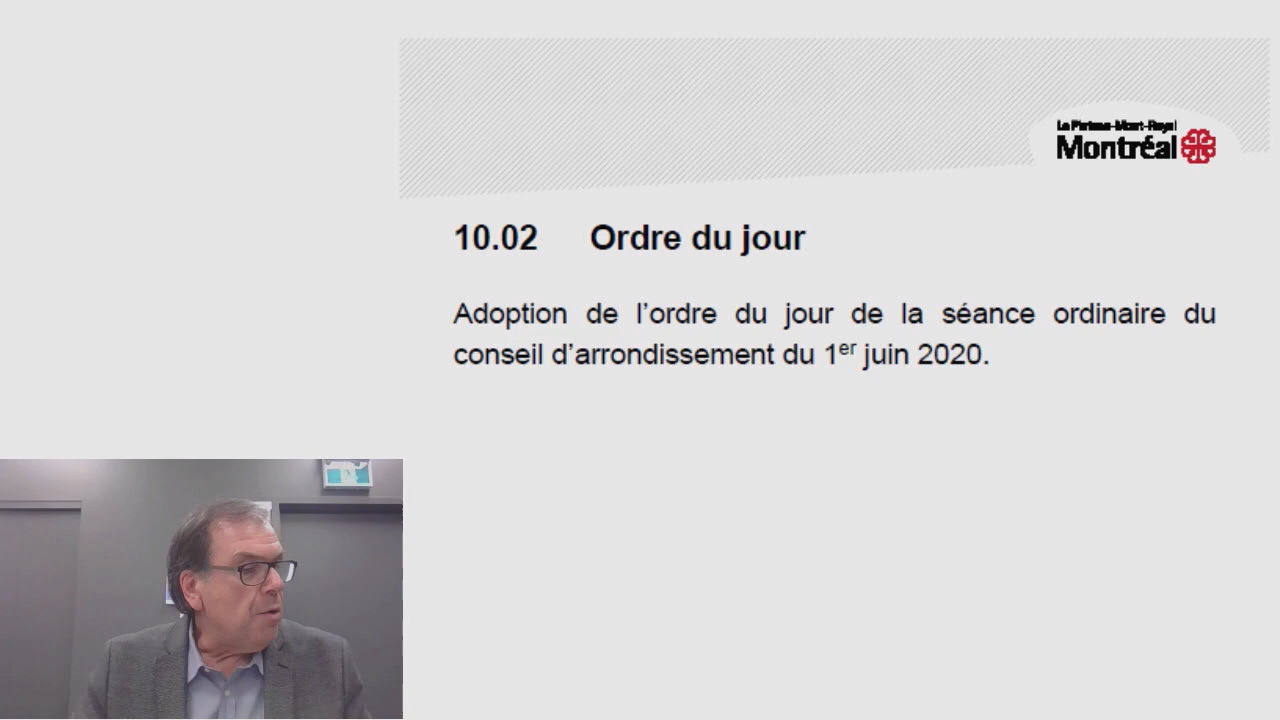 Le Plateau-Mont-Royal
Montréal
10.02 Ordre du jour
Adoption de l’ordre du jour de la séance ordinaire du
conseil d’arrondissement du 1er juin 2020.